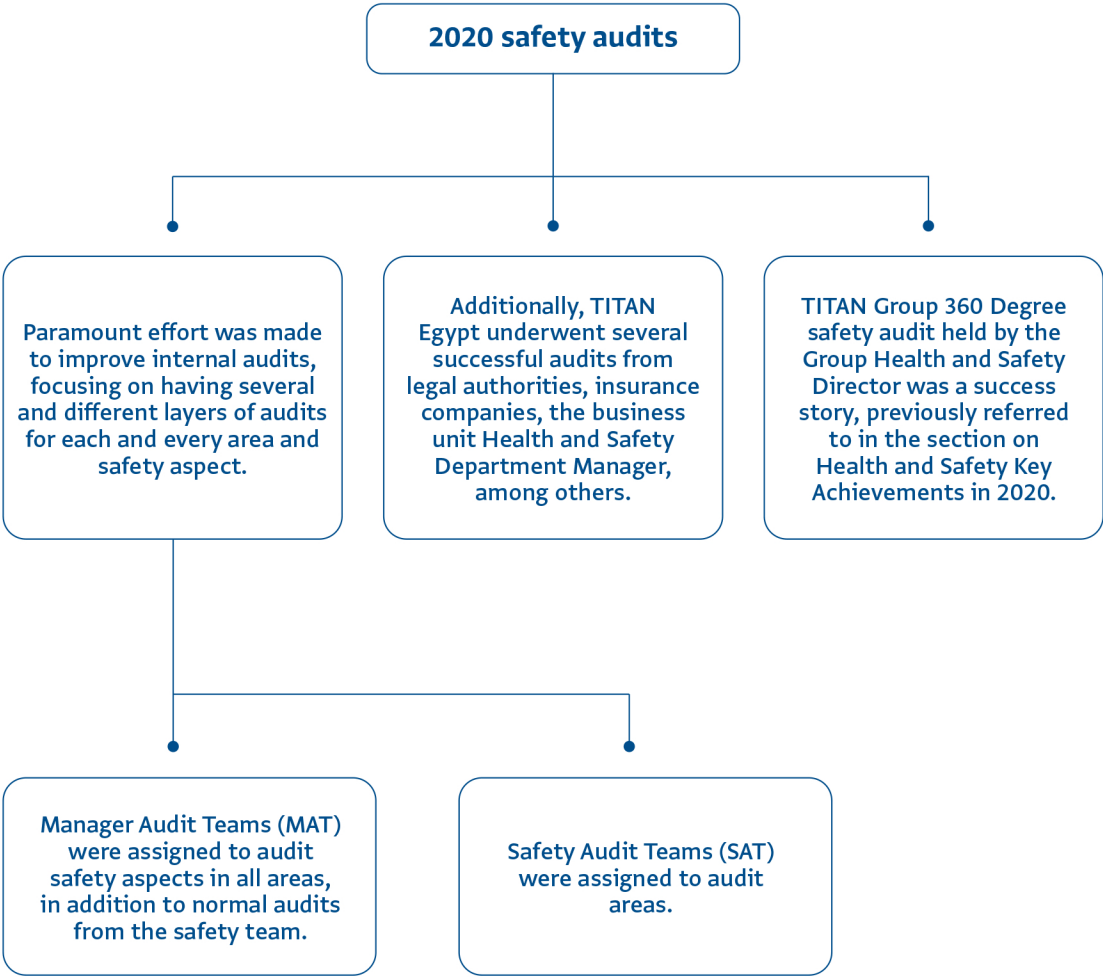 2020 safety audits
Paramount effort was made
to improve internal audits,
focusing on having several
and different layers of audits
for each and every area and
safety aspect.
Additionally, TITAN
Egypt underwent several
successful audits from
legal authorities, insurance
companies, the business
unit Health and Safety
Department Manager,
among others.
TITAN Group 360 Degree
safety audit held by the
Group Health and Safety
Director was a success
story, previously referred
to in the section on
Health and Safety Key
Achievements in 2020.
Manager Audit Teams (MAT)
were assigned to audit
safety aspects in all areas,
in addition to normal audits
from the safety team.
Safety Audit Teams (SAT)
were assigned to audit
areas.